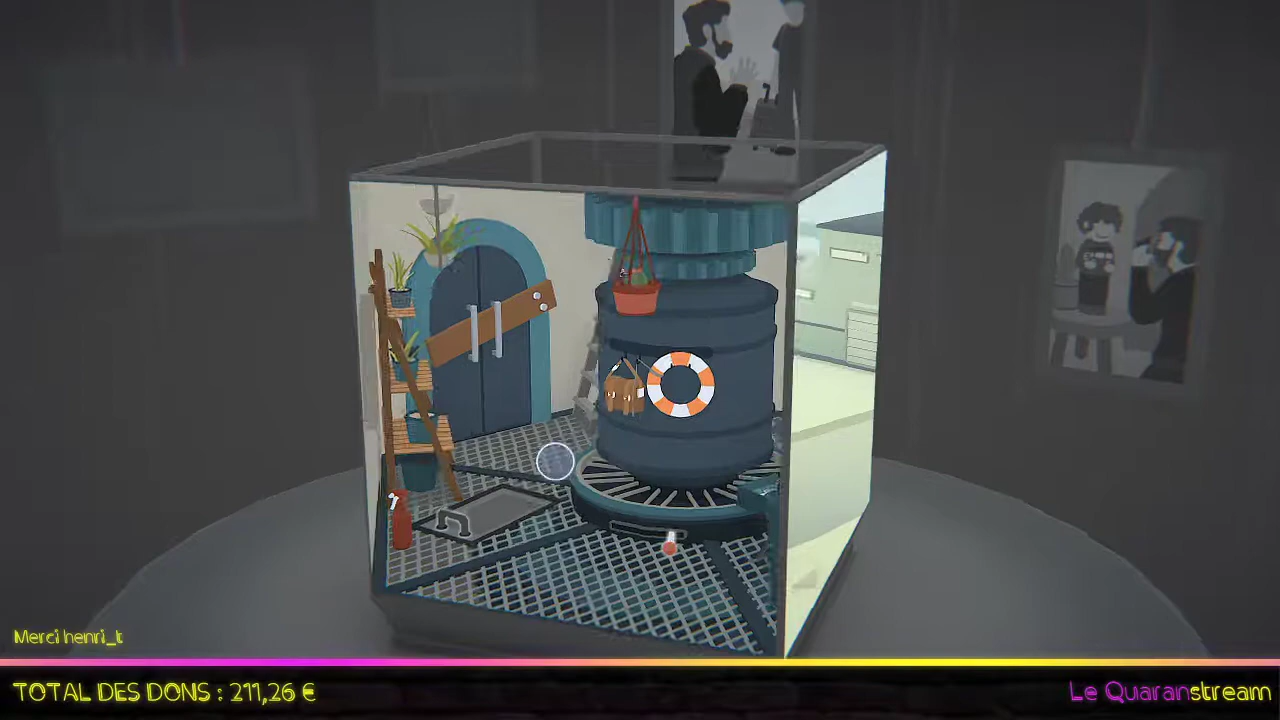 Merci henri_t
TOTAL DES DONS : 211,26 €
Le Quaranstream